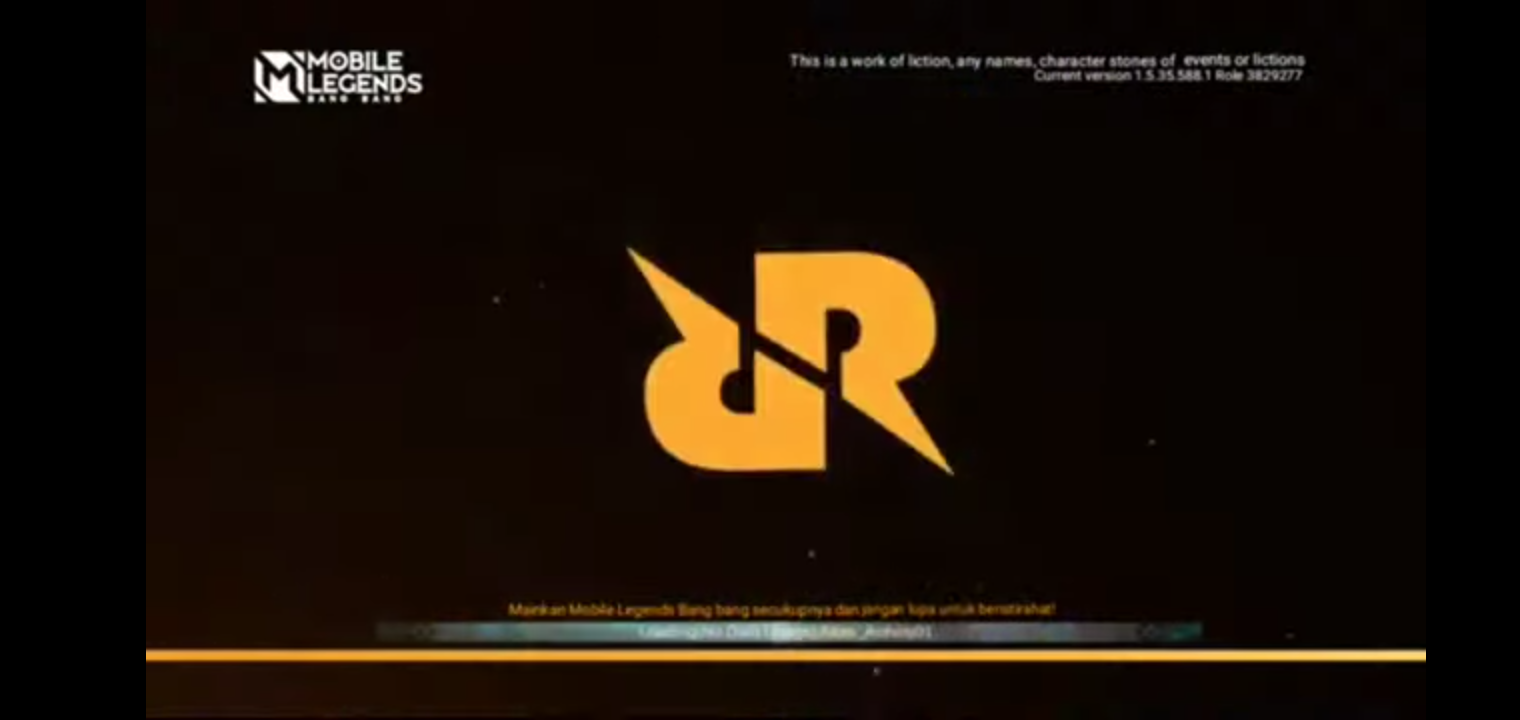 MOBILE
LEGENDS
BANG BANG
This is a work of liction, any names, character stones of events or lictions
Current version 1.5.35.588.1 Role 3829277
Mainkan Mobile Legends Bang bang secukupnya dan jangan lupa untuk beristirahat!